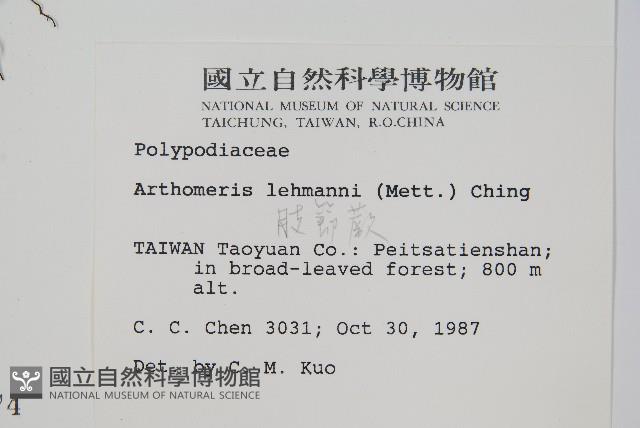 國立自然科學博物館
NATIONAL MUSEUM OF NATURAL SCIENCE
TAICHUNG, TAIWAN, R.O.CHINA
Polypodiaceae
Arthomeris lehmanni (Mett.) Ching
肢節蕨
TAIWAN Taoyuan Co.: Peitsatienshan;
in broad-leaved forest; 800 m
alt.
C. C. Chen 3031; Oct 30, 1987
Det. by C. M. Kuo
國立自然科學博物館
NATIONAL MUSEUM OF NATURAL SCIENCE
4